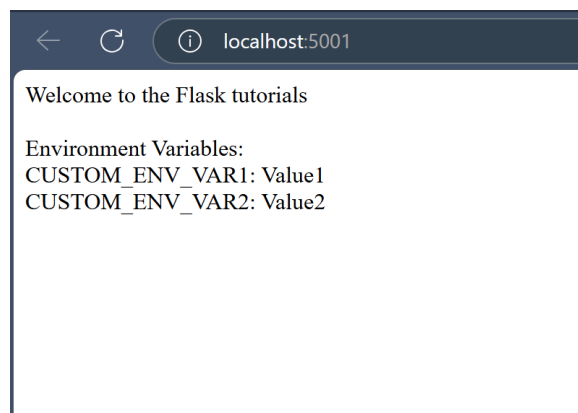 localhost:5001
Welcome to the Flask tutorials
Environment Variables:
CUSTOM_ENV_VAR1: Value1
CUSTOM_ENV_VAR2: Value2